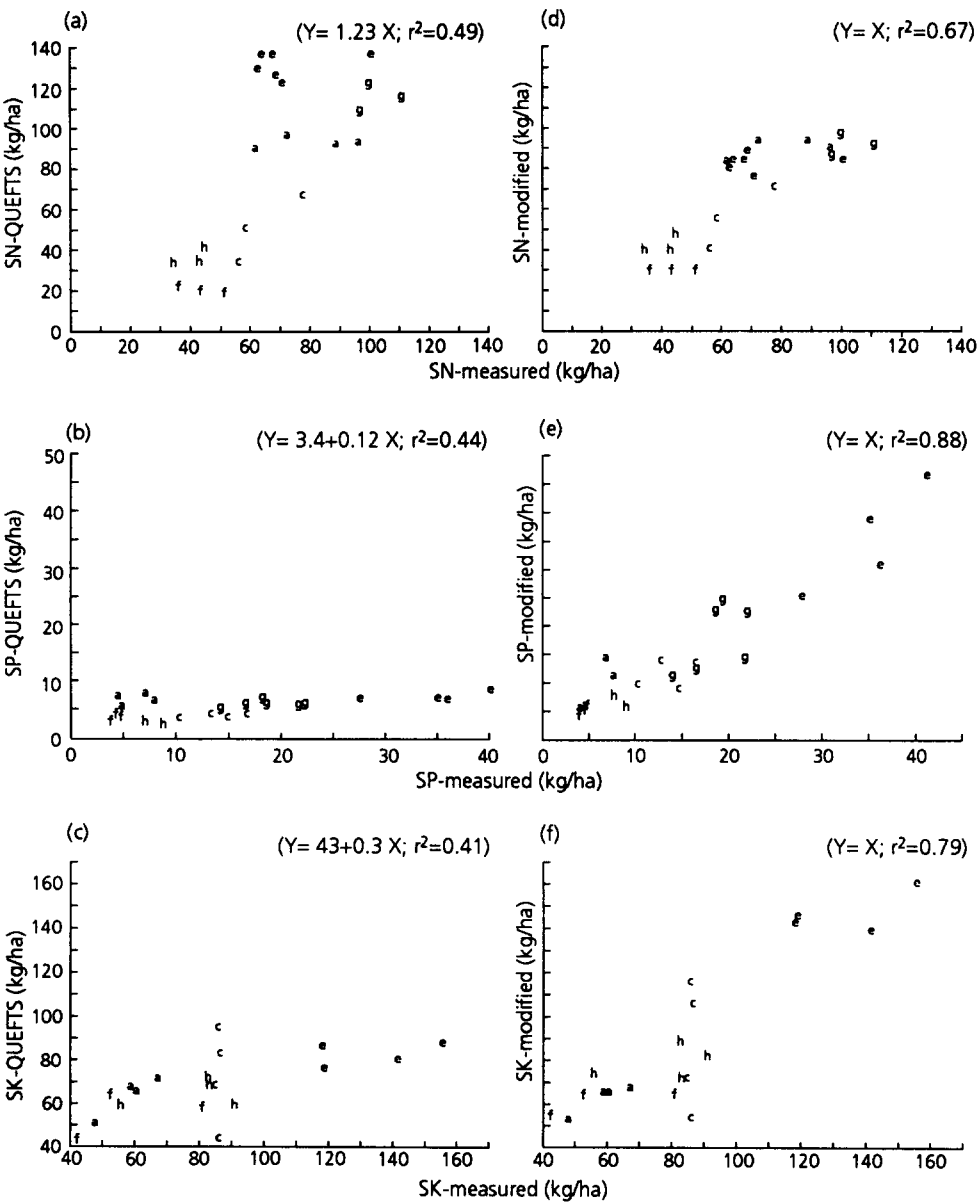 (a)
(Y= 1.23 X; r²=0.49)
SN-QUEFTS (kg/ha)
140
120
100
80
60
40
20
0
e e e
e e e
g g g
a a a a
c c c
h h h
f f f
0 20 40 60 80 100 120 140
(d)
(Y= X; r²=0.67)
SN-modified (kg/ha)
0 20 40 60 80 100 120 140
SN-measured (kg/ha)
(b)
(Y= 3.4+0.12 X; r²=0.44)
SP-QUEFTS (kg/ha)
50
40
30
20
10
0
0 10 20 30 40
(e)
(Y= X; r²=0.88)
SP-modified (kg/ha)
0 10 20 30 40
SP-measured (kg/ha)
(c)
(Y= 43+0.3 X; r²=0.41)
SK-QUEFTS (kg/ha)
160
140
120
100
80
60
40
40 60 80 100 120 140 160
(f)
(Y= X; r²=0.79)
SK-modified (kg/ha)
40 60 80 100 120 140 160
SK-measured (kg/ha)